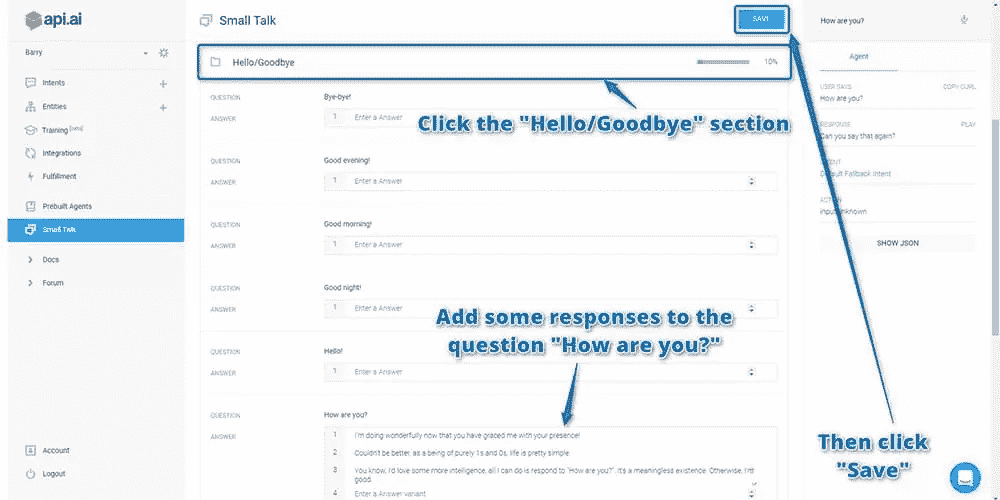 api.ai
Small Talk
SAVE
How are you?
Barry
Hello/Goodbye
10%
Agent
Intents
Entities
Training [beta]
Integrations
Fulfillment
Prebuilt Agents
Small Talk
Docs
Forum
Account
Logout
QUESTION
Bye-bye!
ANSWER
1 Enter a Answer
Click the "Hello/Goodbye" section
QUESTION
Good evening!
ANSWER
1 Enter a Answer
QUESTION
Good morning!
ANSWER
1 Enter a Answer
QUESTION
Good night!
ANSWER
1 Enter a Answer
Add some responses to the
question "How are you?"
QUESTION
Hello!
ANSWER
1 Enter a Answer
QUESTION
How are you?
ANSWER
1 I'm doing wonderfully now that you have graced me with your presence!
2 Couldn't be better, as a being of purely 1s and 0s, life is pretty simple.
3 You know, I'd love some more intelligence, all I can do is respond to "How are you?". It's a meaningless existence. Otherwise, I'm
good.
4 Enter a Answer variant
USER SAYS
COPY CURL
How are you?
RESPONSE
PLAY
Can you say that again?
Default Fallback Intent
SHOW JSON
Then click
"Save"